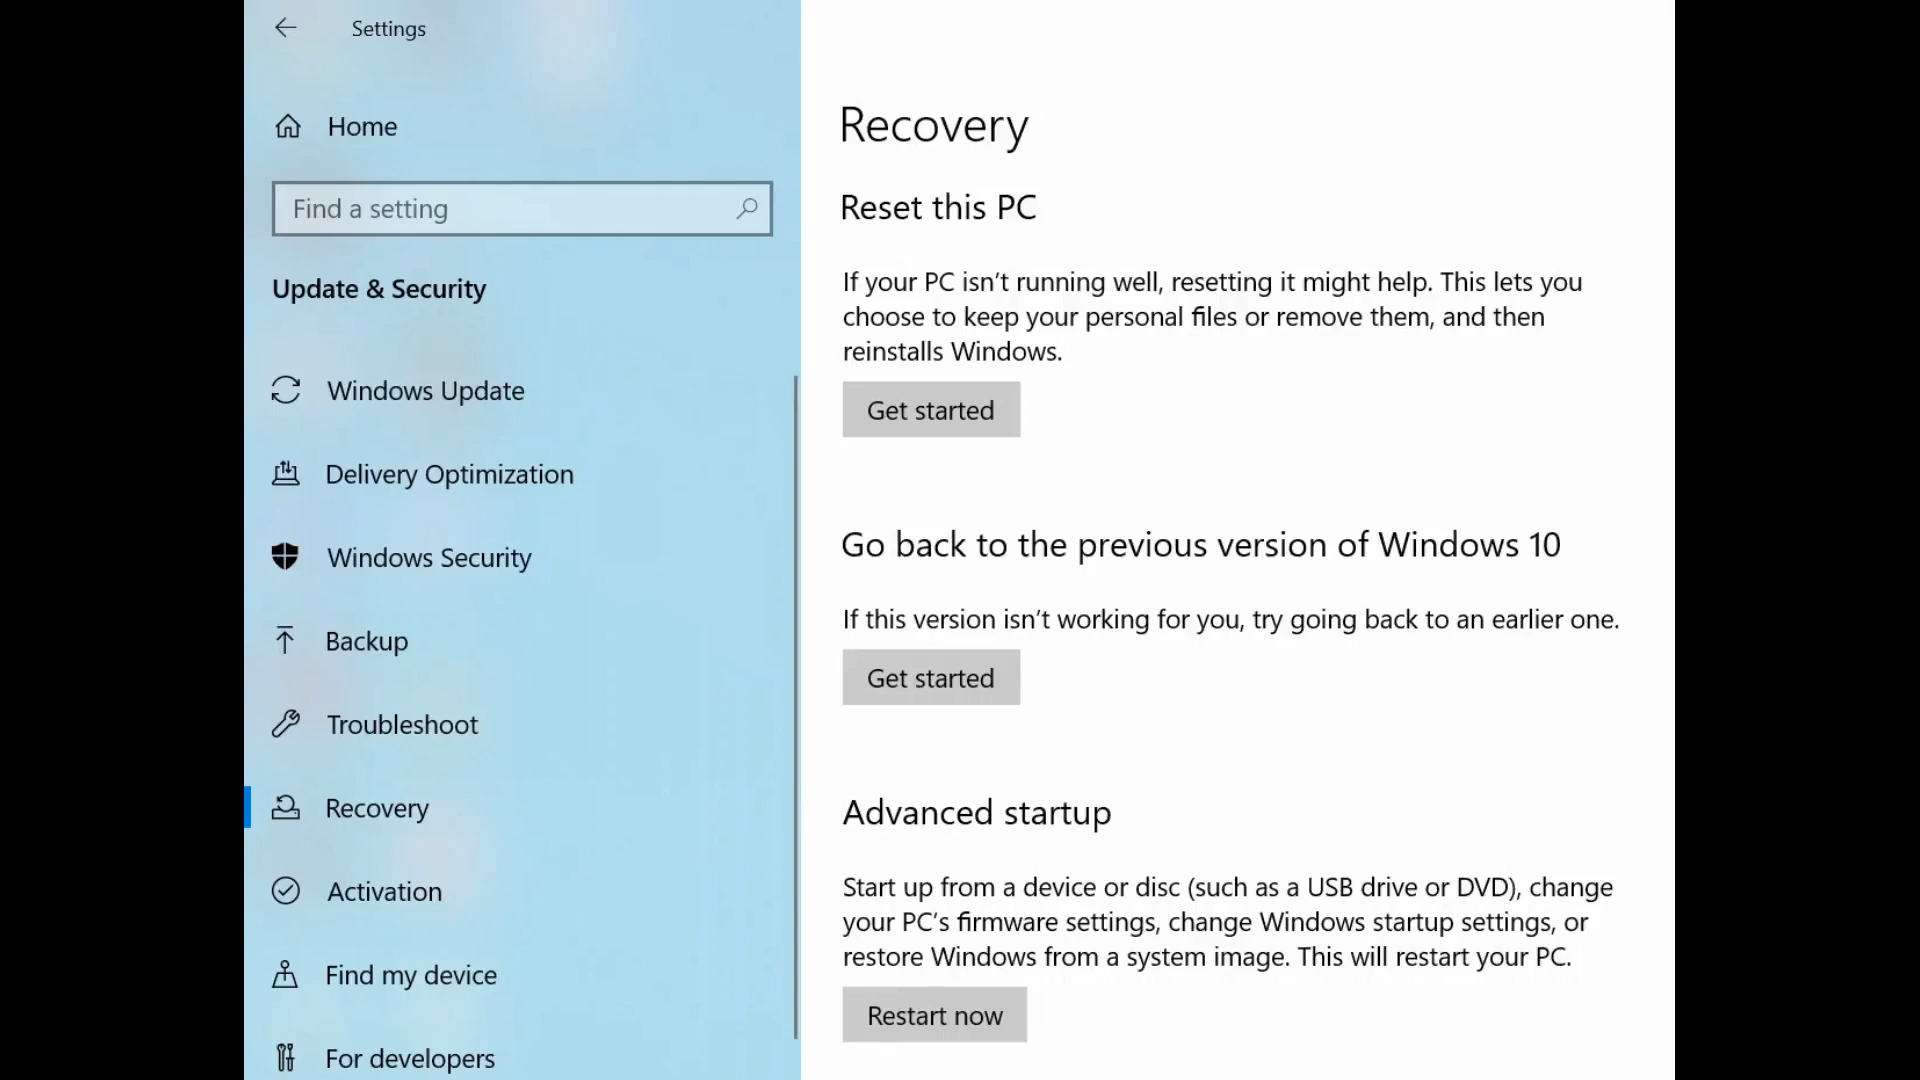 Settings
Home
Find a setting
Update & Security
Windows Update
Delivery Optimization
Windows Security
Backup
Troubleshoot
Recovery
Activation
Find my device
For developers
Recovery
Reset this PC
If your PC isn’t running well, resetting it might help. This lets you
choose to keep your personal files or remove them, and then
reinstalls Windows.
Get started
Go back to the previous version of Windows 10
If this version isn’t working for you, try going back to an earlier one.
Get started
Advanced startup
Start up from a device or disc (such as a USB drive or DVD), change
your PC’s firmware settings, change Windows startup settings, or
restore Windows from a system image. This will restart your PC.
Restart now